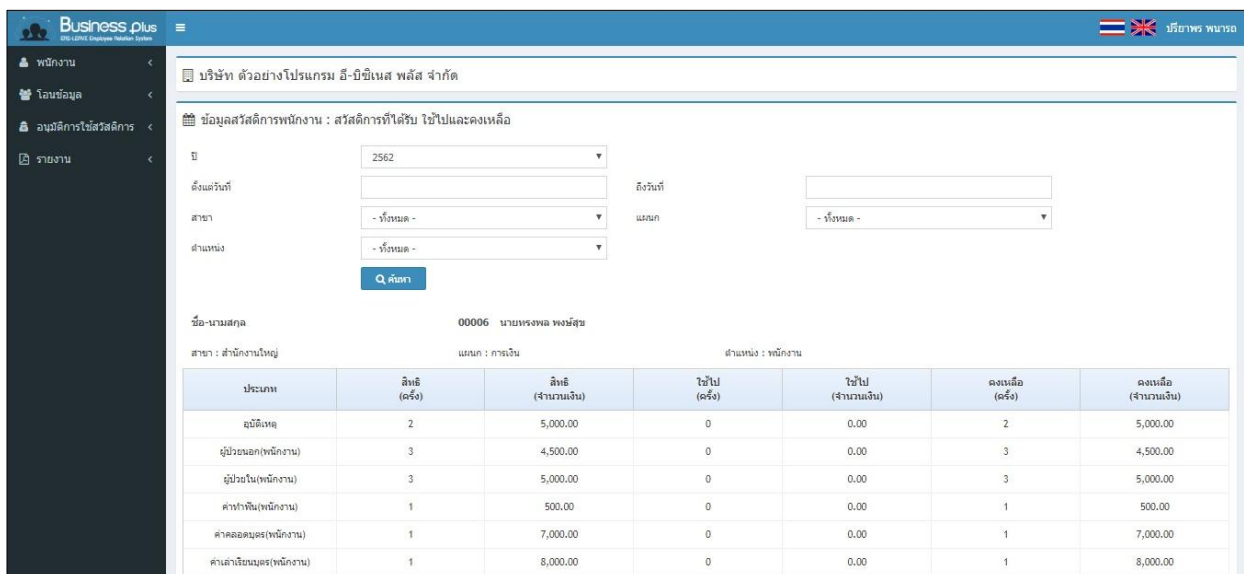 Business plus
EMS-LEAVE Employee Relation System
ปรียาพร พนารถ
พนักงาน
โอนข้อมูล
อนุมัติการใช้สวัสดิการ
รายงาน
บริษัท ตัวอย่างโปรแกรม อี-บิซิเนส พลัส จำกัด
ข้อมูลสวัสดิการพนักงาน : สวัสดิการที่ได้รับ ใช้ไปและคงเหลือ
ปี 2562
ตั้งแต่วันที่ ถึงวันที่
สาขา - ทั้งหมด - แผนก - ทั้งหมด -
ตำแหน่ง - ทั้งหมด -
ค้นหา
ชื่อ-นามสกุล 00006 นายทรงพล พงษ์สุข
สาขา : สำนักงานใหญ่ แผนก : การเงิน ตำแหน่ง : พนักงาน
ประเภท สิทธิ (ครั้ง) สิทธิ (จำนวนเงิน) ใช้ไป (ครั้ง) ใช้ไป (จำนวนเงิน) คงเหลือ (ครั้ง) คงเหลือ (จำนวนเงิน)
อุบัติเหตุ 2 5,000.00 0 0.00 2 5,000.00
ผู้ป่วยนอก(พนักงาน) 3 4,500.00 0 0.00 3 4,500.00
ผู้ป่วยใน(พนักงาน) 3 5,000.00 0 0.00 3 5,000.00
ค่าทำฟัน(พนักงาน) 1 500.00 0 0.00 1 500.00
ค่าคลอดบุตร(พนักงาน) 1 7,000.00 0 0.00 1 7,000.00
ค่าเล่าเรียนบุตร(พนักงาน) 1 8,000.00 0 0.00 1 8,000.00